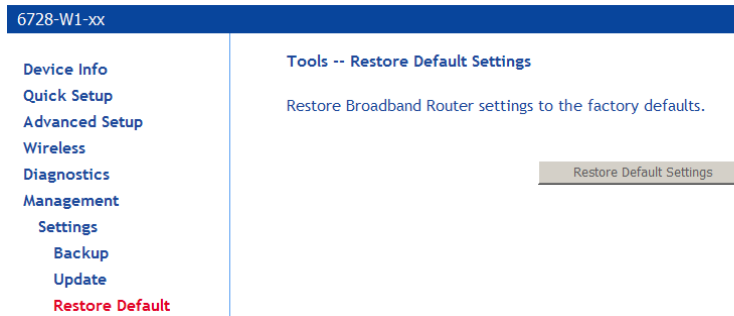 6728-W1-xx
Device Info
Quick Setup
Advanced Setup
Wireless
Diagnostics
Management
Settings
Backup
Update
Restore Default
Tools -- Restore Default Settings
Restore Broadband Router settings to the factory defaults.
Restore Default Settings